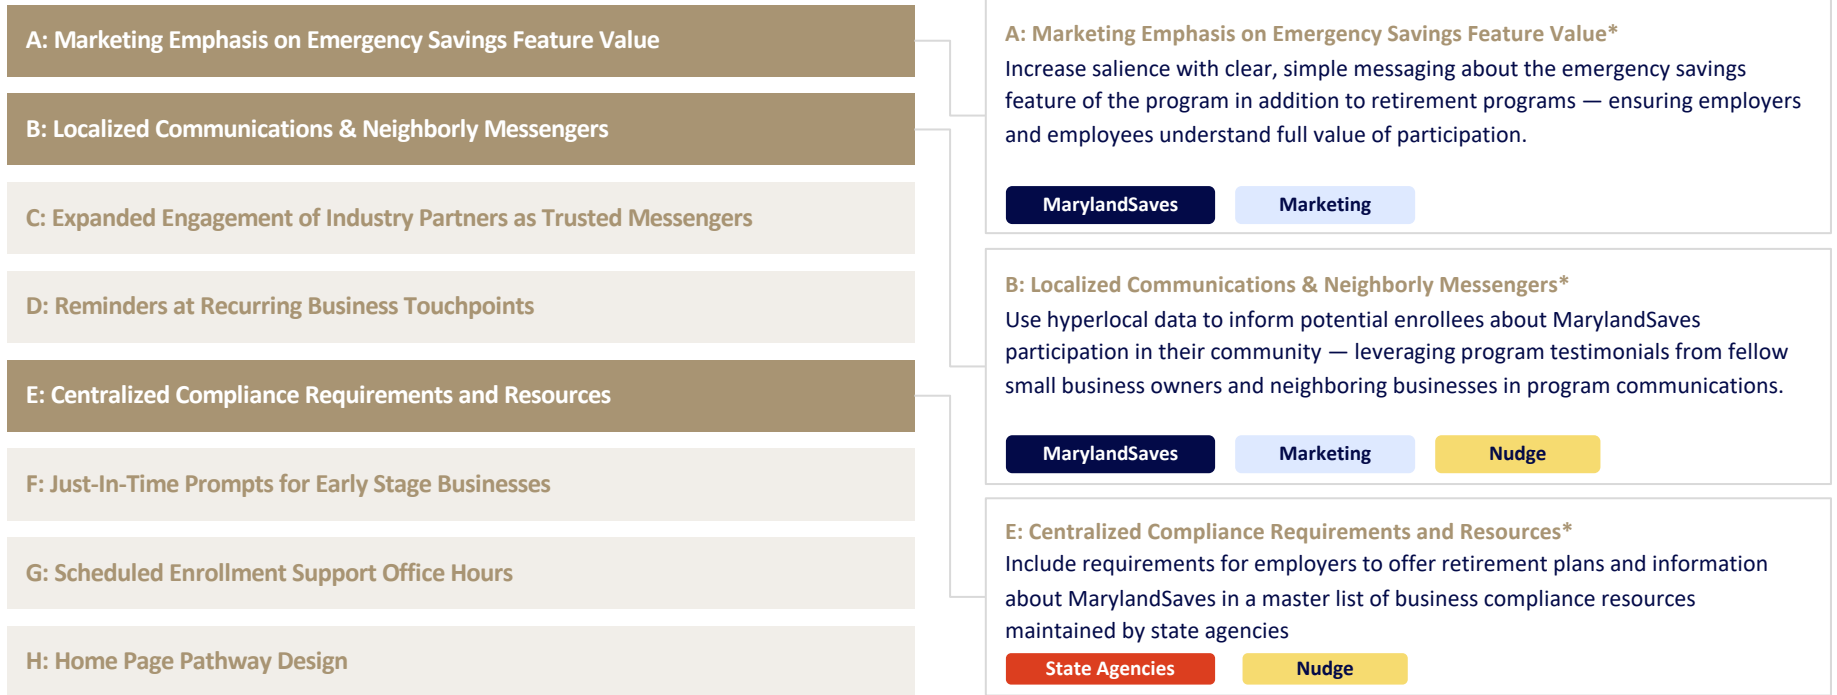 A: Marketing Emphasis on Emergency Savings Feature Value
B: Localized Communications & Neighborly Messengers
C: Expanded Engagement of Industry Partners as Trusted Messengers
D: Reminders at Recurring Business Touchpoints
E: Centralized Compliance Requirements and Resources
F: Just-In-Time Prompts for Early Stage Businesses
G: Scheduled Enrollment Support Office Hours
H: Home Page Pathway Design
A: Marketing Emphasis on Emergency Savings Feature Value*
Increase salience with clear, simple messaging about the emergency savings
feature of the program in addition to retirement programs — ensuring employers
and employees understand full value of participation.
MarylandSaves
Marketing
B: Localized Communications & Neighborly Messengers*
Use hyperlocal data to inform potential enrollees about MarylandSaves
participation in their community — leveraging program testimonials from fellow
small business owners and neighboring businesses in program communications.
MarylandSaves
Marketing
Nudge
E: Centralized Compliance Requirements and Resources*
Include requirements for employers to offer retirement plans and information
about MarylandSaves in a master list of business compliance resources
maintained by state agencies
State Agencies
Nudge